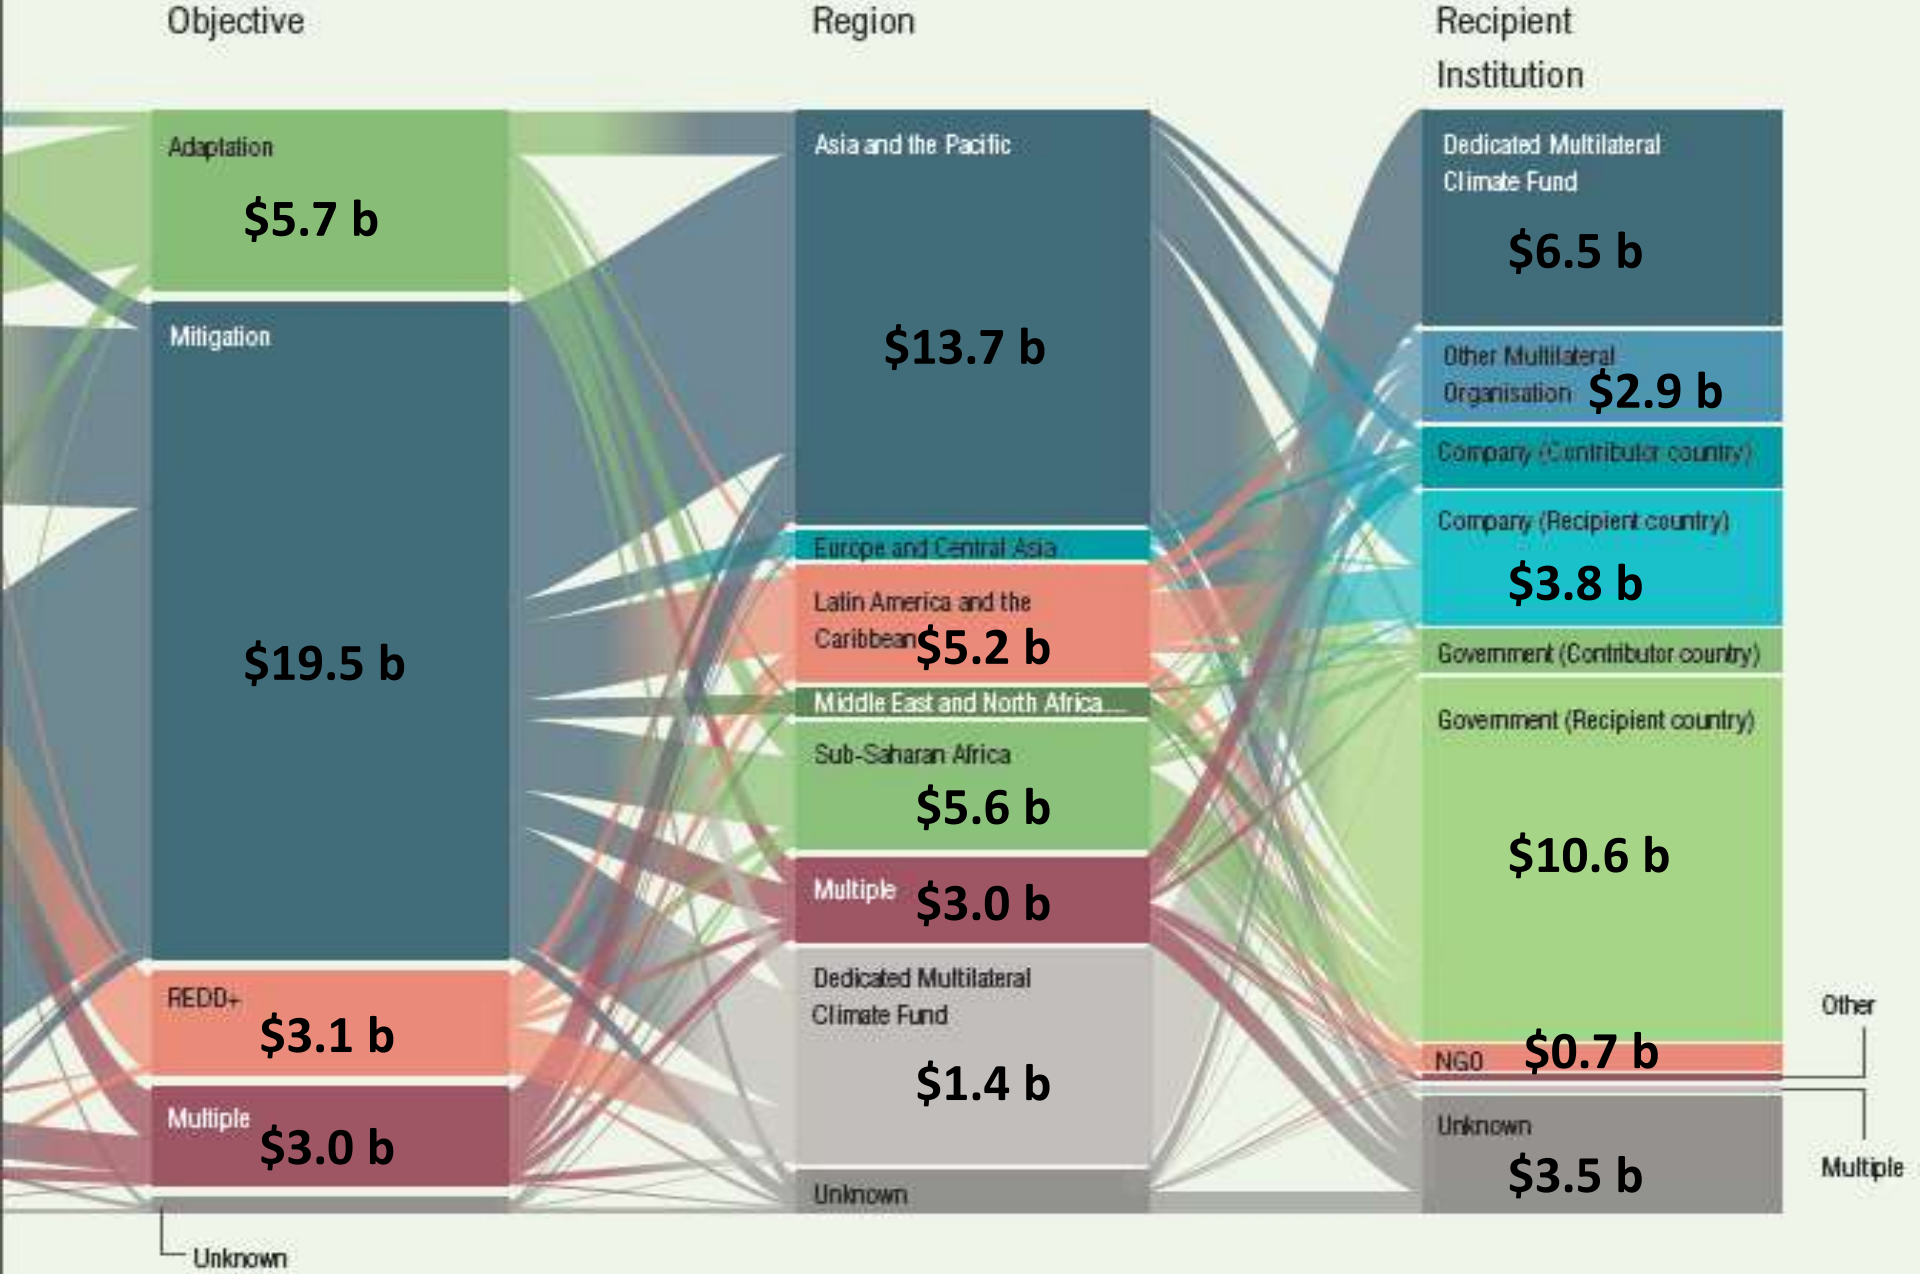 Objective
Adaptation
$5.7 b
Mitigation
$19.5 b
REDD+
$3.1 b
Multiple
$3.0 b
Unknown
Region
Asia and the Pacific
$13.7 b
Europe and Central Asia
Latin America and the
Caribbean $5.2 b
Middle East and North Africa....
Sub-Saharan Africa
$5.6 b
Multiple $3.0 b
Dedicated Multilateral
Climate Fund
$1.4 b
Unknown
Recipient
Institution
Dedicated Multilateral
Climate Fund
$6.5 b
Other Multilateral
Organisation $2.9 b
Company (Contributor country)
Company (Recipient country)
$3.8 b
Government (Contributor country)
Government (Recipient country)
$10.6 b
NGO $0.7 b
Unknown
$3.5 b
Other
Multiple